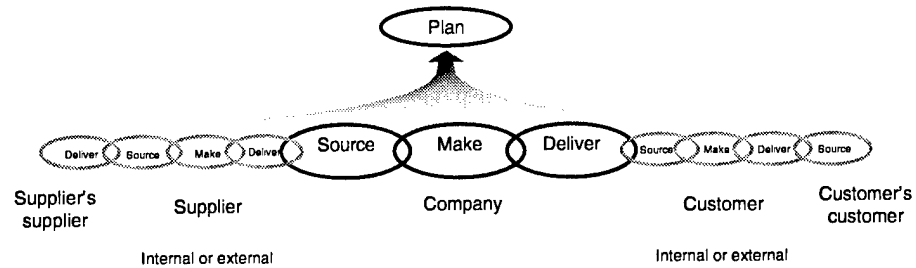 Plan
Deliver Source Make Deliver Source Make Deliver Source Make Deliver Source
Supplier's
supplier
Supplier
Company
Customer
Customer's
customer
Internal or external
Internal or external